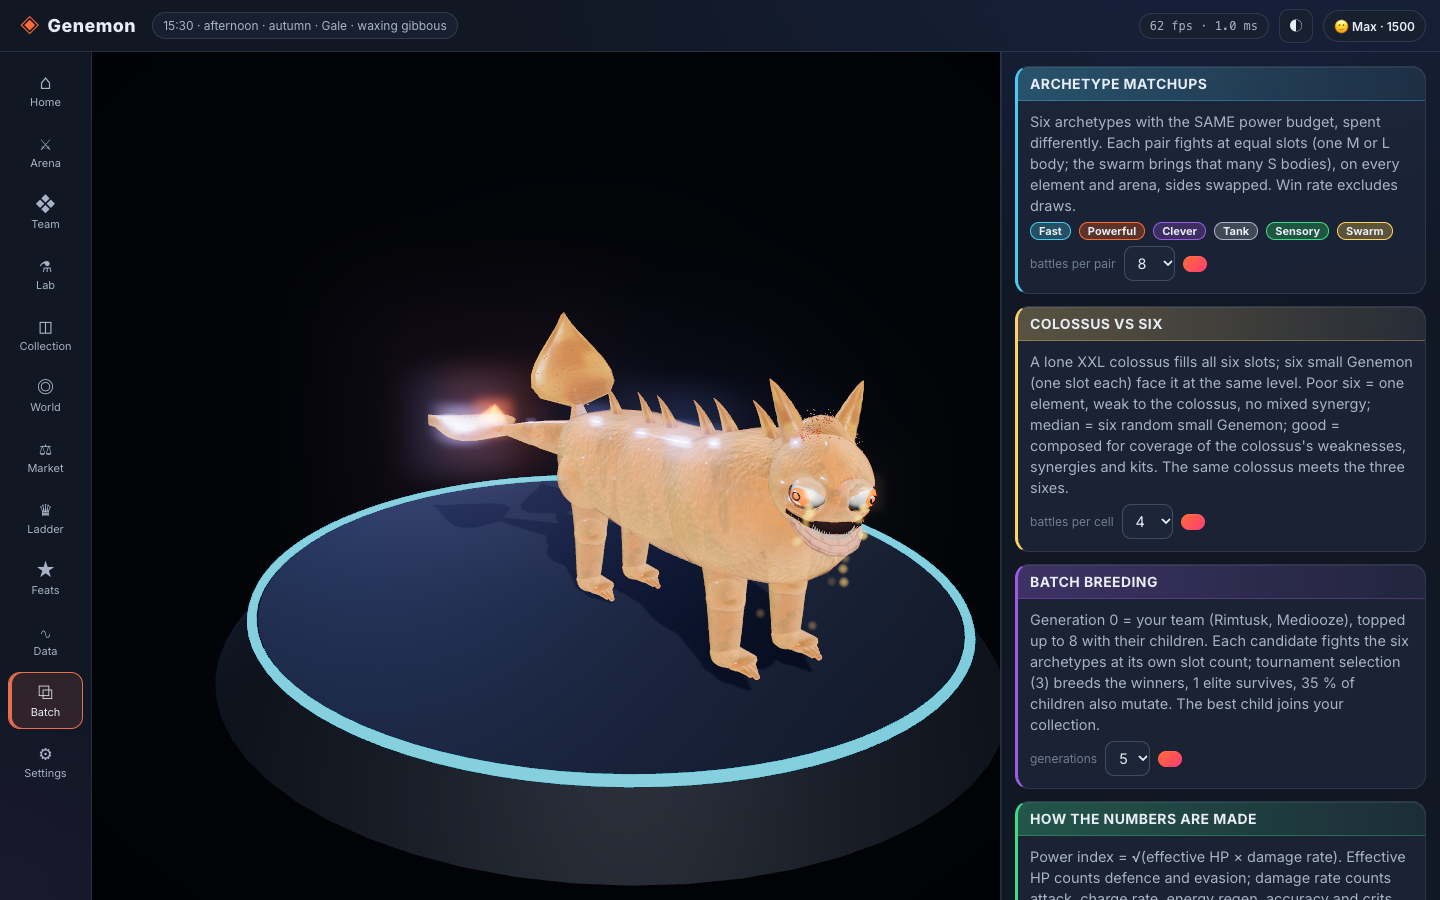 Genemon
15:30 · afternoon · autumn · Gale · waxing gibbous
62 fps · 1.0 ms
Max · 1500
Home
Arena
Team
Lab
Collection
World
Market
Ladder
Feats
Data
Batch
Settings
ARCHETYPE MATCHUPS
Six archetypes with the SAME power budget, spent
differently. Each pair fights at equal slots (one M or L
body; the swarm brings that many S bodies), on every
element and arena, sides swapped. Win rate excludes
draws.
Fast Powerful Clever Tank Sensory Swarm
battles per pair 8
COLOSSUS VS SIX
A lone XXL colossus fills all six slots; six small Genemon
(one slot each) face it at the same level. Poor six = one
element, weak to the colossus, no mixed synergy;
median = six random small Genemon; good =
composed for coverage of the colossus's weaknesses,
synergies and kits. The same colossus meets the three
sixes.
battles per cell 4
BATCH BREEDING
Generation 0 = your team (Rimtusk, Mediooze), topped
up to 8 with their children. Each candidate fights the six
archetypes at its own slot count; tournament selection
(3) breeds the winners, 1 elite survives, 35 % of
children also mutate. The best child joins your
collection.
generations 5
HOW THE NUMBERS ARE MADE
Power index = √(effective HP × damage rate). Effective
HP counts defence and evasion; damage rate counts
attack, charge rate, energy regen, accuracy and crits.